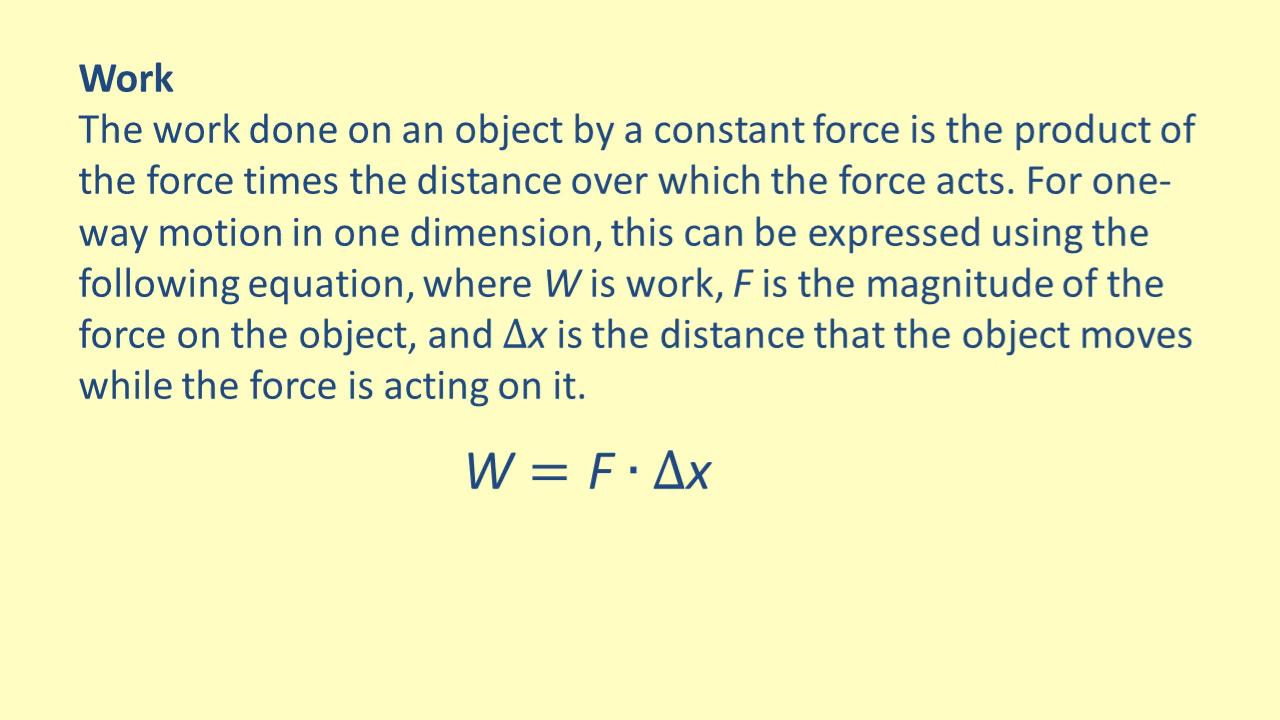 Work
The work done on an object by a constant force is the product of
the force times the distance over which the force acts. For one-
way motion in one dimension, this can be expressed using the
following equation, where W is work, F is the magnitude of the
force on the object, and Δx is the distance that the object moves
while the force is acting on it.
W = F · Δx